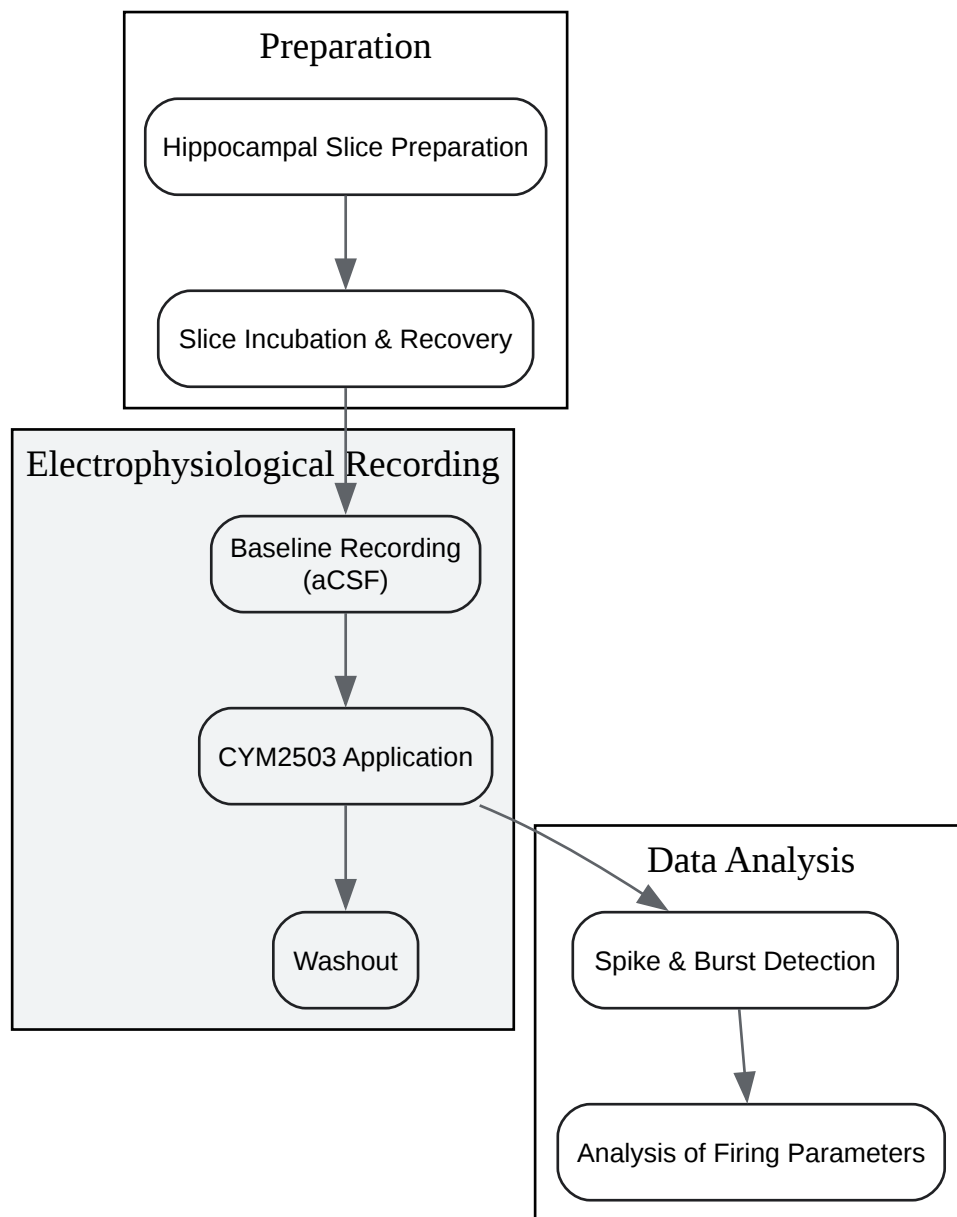 Preparation
Hippocampal Slice Preparation
Slice Incubation & Recovery
Electrophysiological Recording
Baseline Recording
(aCSF)
CYM2503 Application
Washout
Data Analysis
Spike & Burst Detection
Analysis of Firing Parameters